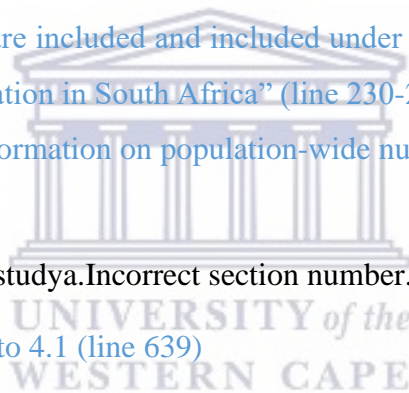 re included and included under
ation in South Africa” (line 230-2
formation on population-wide nu
studya.Incorrect section number.
UNIVERSITY of the
to 4.1 (line 639)
WESTERN CAPE